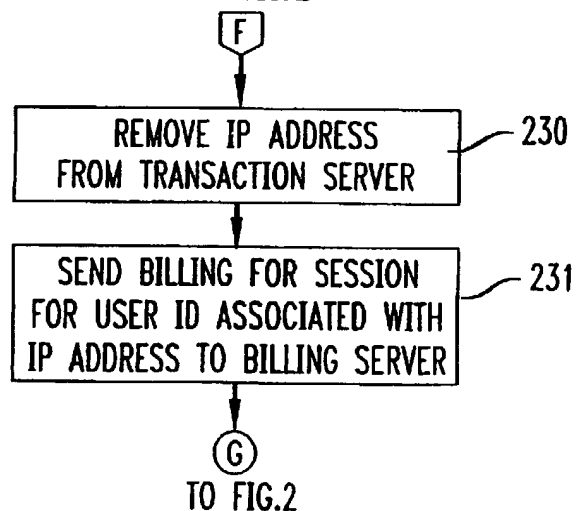 F
REMOVE IP ADDRESS
FROM TRANSACTION SERVER
230
SEND BILLING FOR SESSION
FOR USER ID ASSOCIATED WITH
IP ADDRESS TO BILLING SERVER
231
G
TO FIG.2